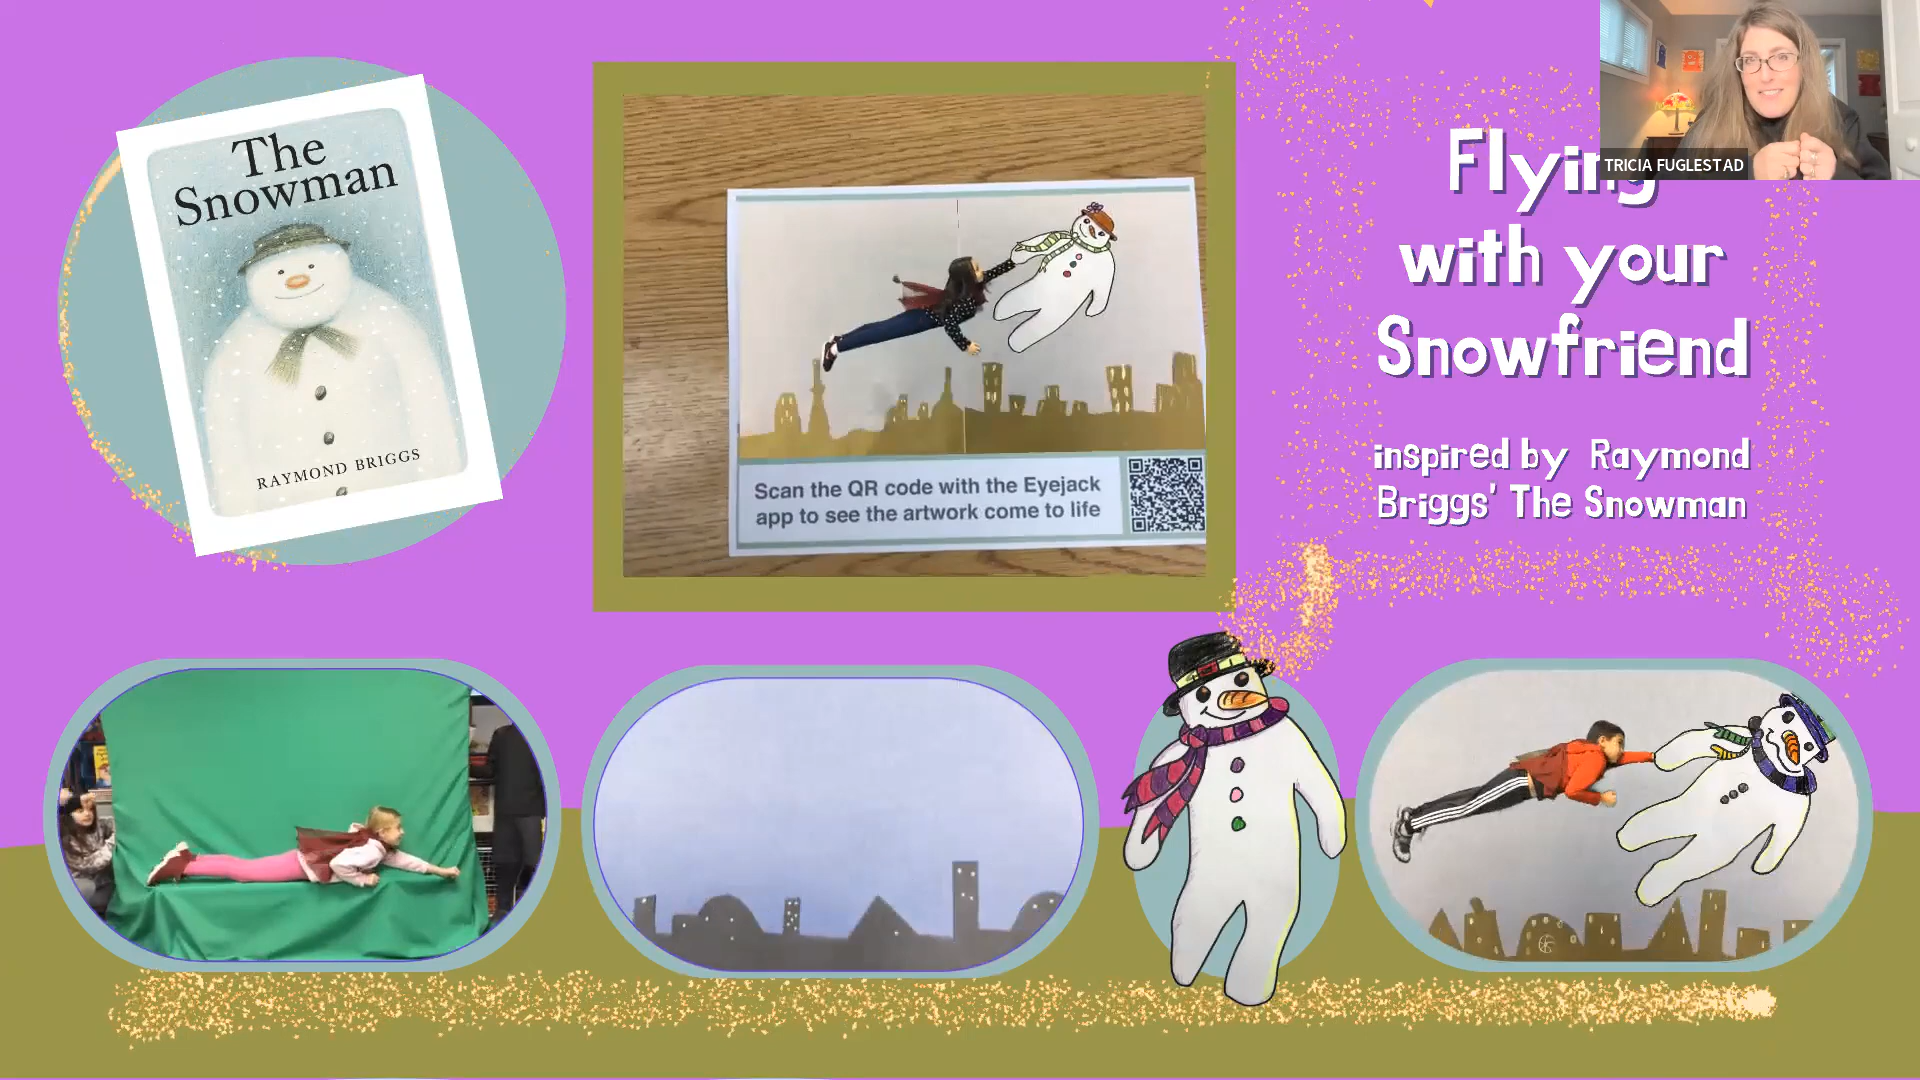 The
Snowman
RAYMOND BRIGGS
Scan the QR code with the Eyejack
app to see the artwork come to life
TRICIA FUGLESTAD
Flying
with your
Snowfriend
inspired by Raymond
Briggs' The Snowman